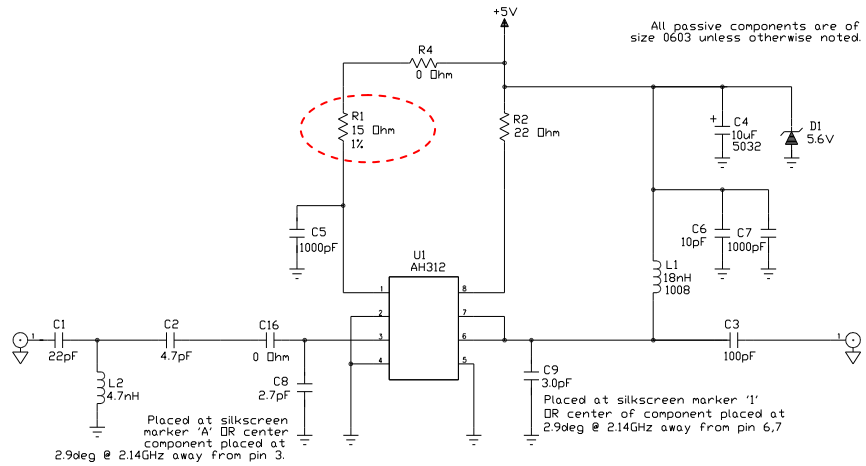 +5V
All passive components are of
size 0603 unless otherwise noted.
R4
0 Ohm
R1
15 Ohm
1%
R2
22 Ohm
+
C4
10uF
5032
D1
5.6V
C5
1000pF
C6
10pF
C7
1000pF
U1
AH312
L1
18nH
1008
1
8
2
7
3
6
4
5
1
C1
22pF
C2
4.7pF
C16
0 Ohm
C3
100pF
1
L2
4.7nH
C8
2.7pF
C9
3.0pF
Placed at silkscreen
marker 'A' OR center
component placed at
2.9deg @ 2.14GHz away from pin 3.
Placed at silkscreen marker '1'
OR center of component placed at
2.9deg @ 2.14GHz away from pin 6,7